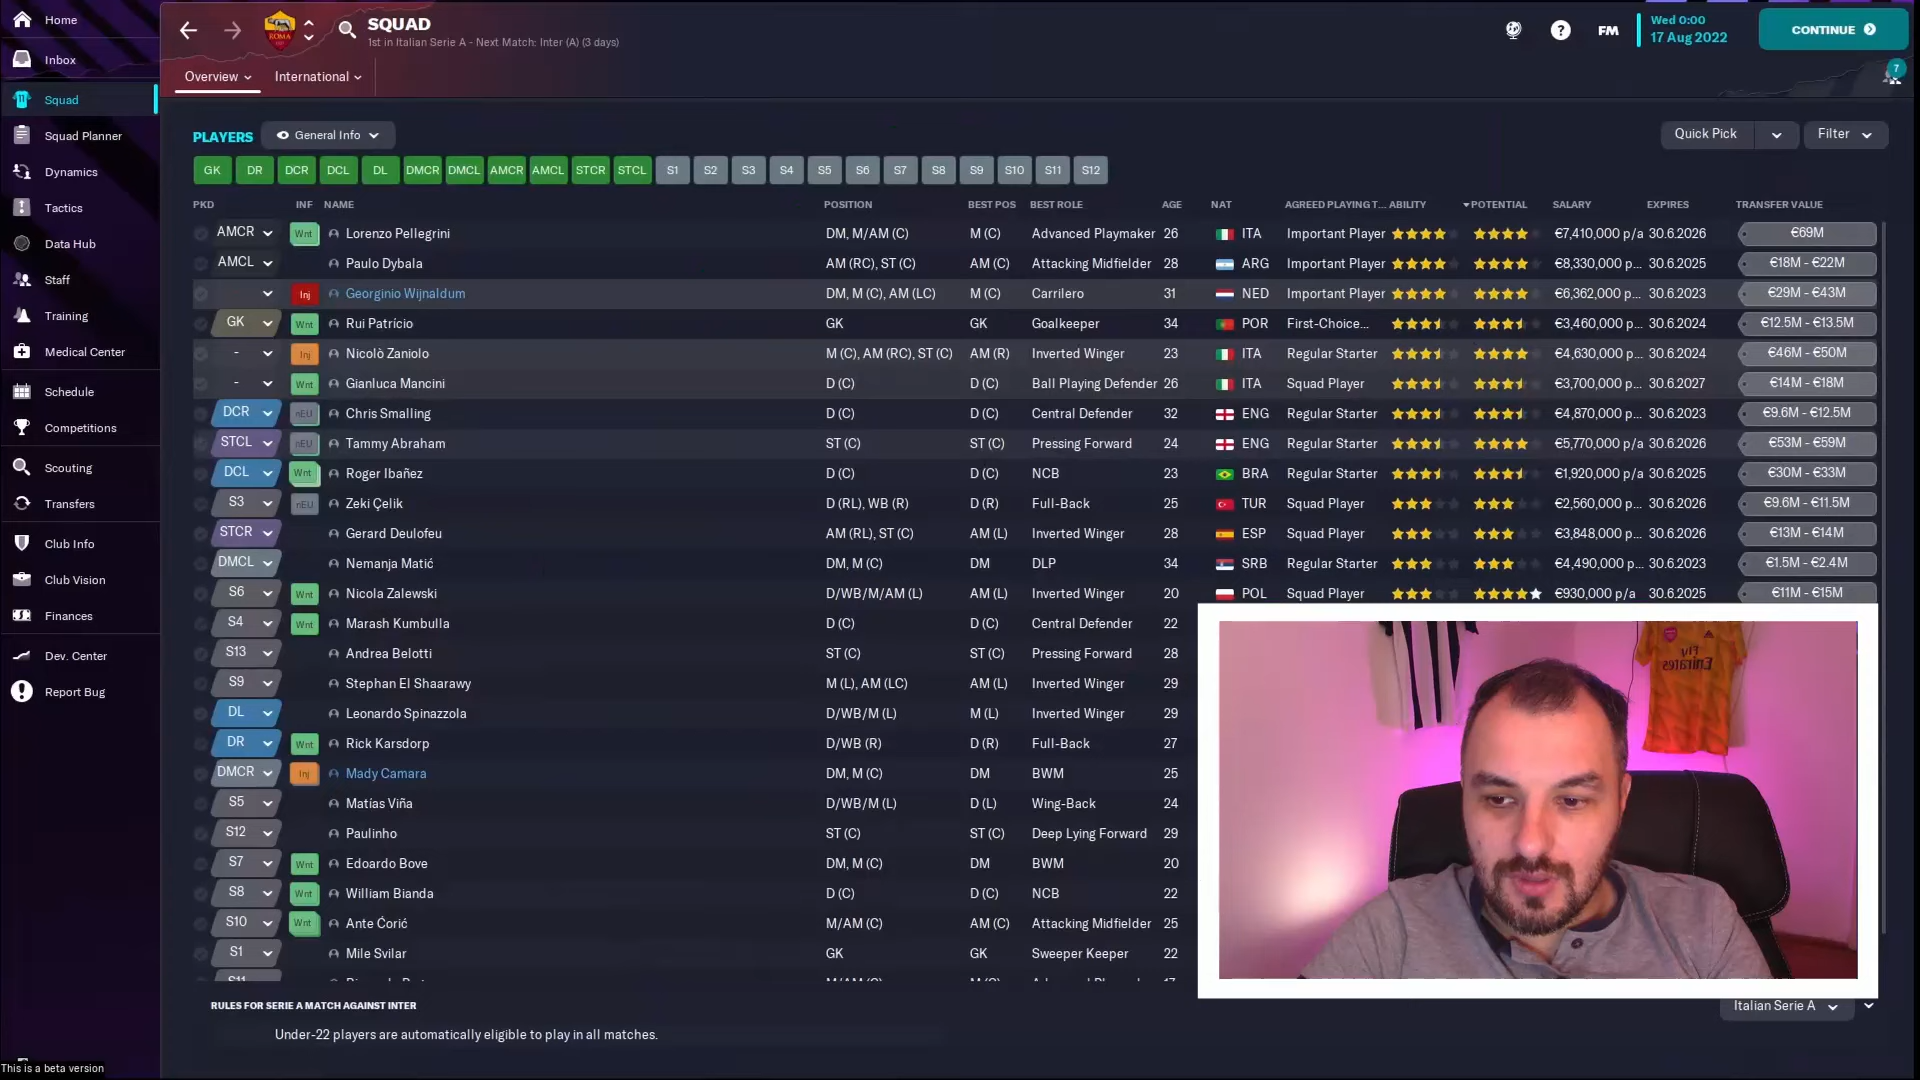 Home
Inbox
Squad
Squad Planner
Dynamics
Tactics
Data Hub
Staff
Training
Medical Center
Schedule
Competitions
Scouting
Transfers
Club Info
Club Vision
Finances
Dev. Center
Report Bug
This is a beta version
ROMA
SQUAD
1st in Italian Serie A - Next Match: Inter (A) (3 days)
FM
Wed 0:00
17 Aug 2022
CONTINUE
7
Overview International
PLAYERS General Info
Quick Pick Filter
GK DR DCR DCL DL DMCR DMCL AMCR AMCL STCR STCL S1 S2 S3 S4 S5 S6 S7 S8 S9 S10 S11 S12
PKD INF NAME POSITION BEST POS BEST ROLE AGE NAT AGREED PLAYING T... ABILITY POTENTIAL SALARY EXPIRES TRANSFER VALUE
AMCR Wnt Lorenzo Pellegrini DM, M/AM (C) M (C) Advanced Playmaker 26 ITA Important Player €7,410,000 p/a 30.6.2026 €69M
AMCL Paulo Dybala AM (RC), ST (C) AM (C) Attacking Midfielder 28 ARG Important Player €8,330,000 p... 30.6.2025 €18M - €22M
Inj Georginio Wijnaldum DM, M (C), AM (LC) M (C) Carrilero 31 NED Important Player €6,362,000 p... 30.6.2023 €29M - €43M
GK Wnt Rui Patrício GK GK Goalkeeper 34 POR First-Choice... €3,460,000 p... 30.6.2024 €12.5M - €13.5M
- Inj Nicolò Zaniolo M (C), AM (RC), ST (C) AM (R) Inverted Winger 23 ITA Regular Starter €4,630,000 p... 30.6.2024 €46M - €50M
- Wnt Gianluca Mancini D (C) D (C) Ball Playing Defender 26 ITA Squad Player €3,700,000 p... 30.6.2027 €14M - €18M
DCR nEU Chris Smalling D (C) D (C) Central Defender 32 ENG Regular Starter €4,870,000 p... 30.6.2023 €9.6M - €12.5M
STCL nEU Tammy Abraham ST (C) ST (C) Pressing Forward 24 ENG Regular Starter €5,770,000 p/a 30.6.2026 €53M - €59M
DCL Wnt Roger Ibañez D (C) D (C) NCB 23 BRA Regular Starter €1,920,000 p/a 30.6.2025 €30M - €33M
S3 nEU Zeki Çelik D (RL), WB (R) D (R) Full-Back 25 TUR Squad Player €2,560,000 p... 30.6.2026 €9.6M - €11.5M
STCR Gerard Deulofeu AM (RL), ST (C) AM (L) Inverted Winger 28 ESP Squad Player €3,848,000 p... 30.6.2026 €13M - €14M
DMCL Nemanja Matić DM, M (C) DM DLP 34 SRB Regular Starter €4,490,000 p... 30.6.2023 €1.5M - €2.4M
S6 Wnt Nicola Zalewski D/WB/M/AM (L) AM (L) Inverted Winger 20 POL Squad Player €930,000 p/a 30.6.2025 €11M - €15M
S4 Wnt Marash Kumbulla D (C) D (C) Central Defender 22
S13 Andrea Belotti ST (C) ST (C) Pressing Forward 28
S9 Stephan El Shaarawy M (L), AM (LC) AM (L) Inverted Winger 29
DL Leonardo Spinazzola D/WB/M (L) M (L) Inverted Winger 29
DR Wnt Rick Karsdorp D/WB (R) D (R) Full-Back 27
DMCR Inj Mady Camara DM, M (C) DM BWM 25
S5 Matías Viña D/WB/M (L) D (L) Wing-Back 24
S12 Paulinho ST (C) ST (C) Deep Lying Forward 29
S7 Wnt Edoardo Bove DM, M (C) DM BWM 20
S8 Wnt William Bianda D (C) D (C) NCB 22
S10 Wnt Ante Ćorić M/AM (C) AM (C) Attacking Midfielder 25
S1 Mile Svilar GK GK Sweeper Keeper 22
RULES FOR SERIE A MATCH AGAINST INTER
Italian Serie A
Under-22 players are automatically eligible to play in all matches.